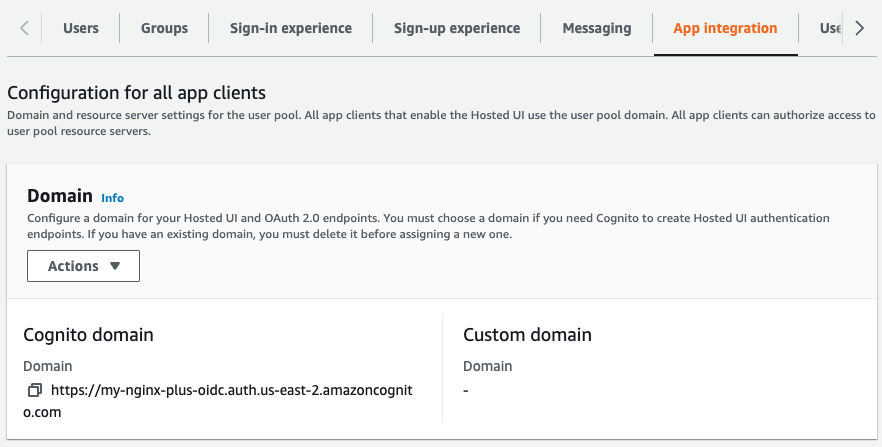 Users Groups Sign-in experience Sign-up experience Messaging App integration Use
Configuration for all app clients
Domain and resource server settings for the user pool. All app clients that enable the Hosted UI use the user pool domain. All app clients can authorize access to
user pool resource servers.
Domain Info
Configure a domain for your Hosted UI and OAuth 2.0 endpoints. You must choose a domain if you need Cognito to create Hosted UI authentication
endpoints. If you have an existing domain, you must delete it before assigning a new one.
Actions
Cognito domain
Domain
https://my-nginx-plus-oidc.auth.us-east-2.amazoncognit
o.com
Custom domain
Domain
-